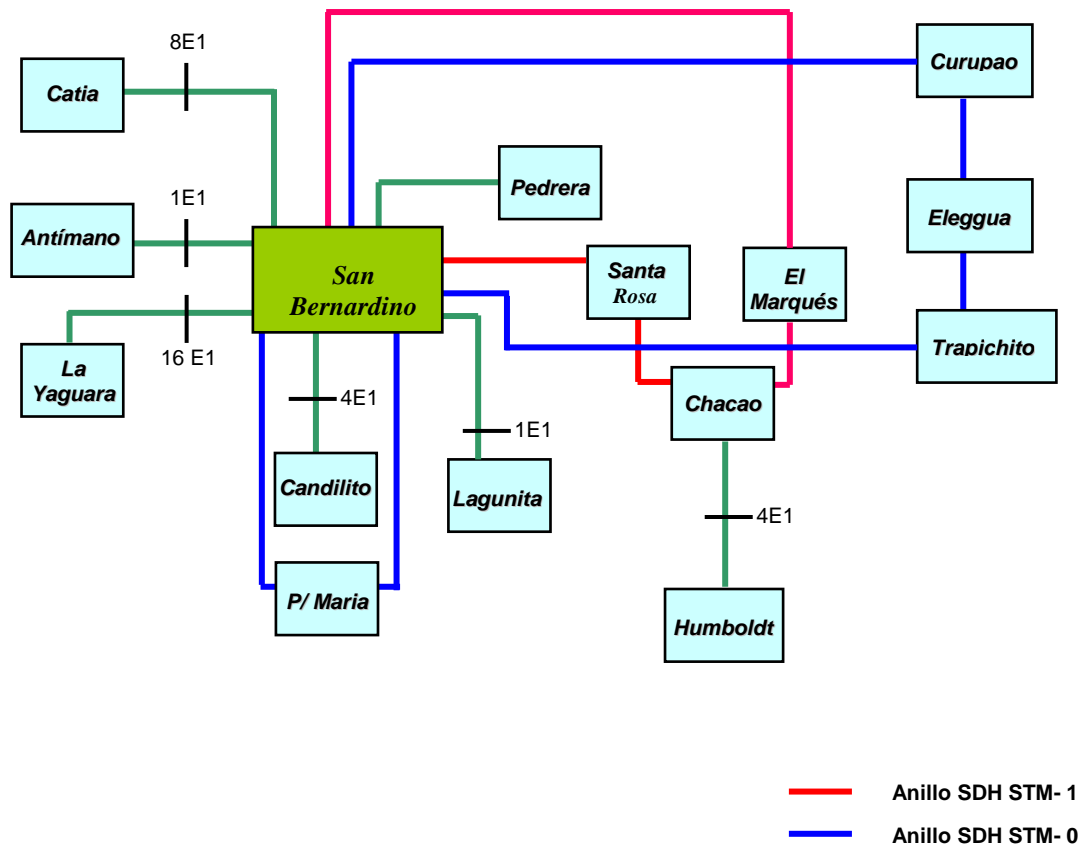 8E1
Curupao
Catia
Pedrera
1E1
Antímano
Eleggua
San
Bernardino
Santa
Rosa
El
Marqués
16 E1
La
Yaguara
Trapichito
4E1
Chacao
1E1
Candilito
Lagunita
4E1
P/ Maria
Humboldt
Anillo SDH STM- 1
Anillo SDH STM- 0